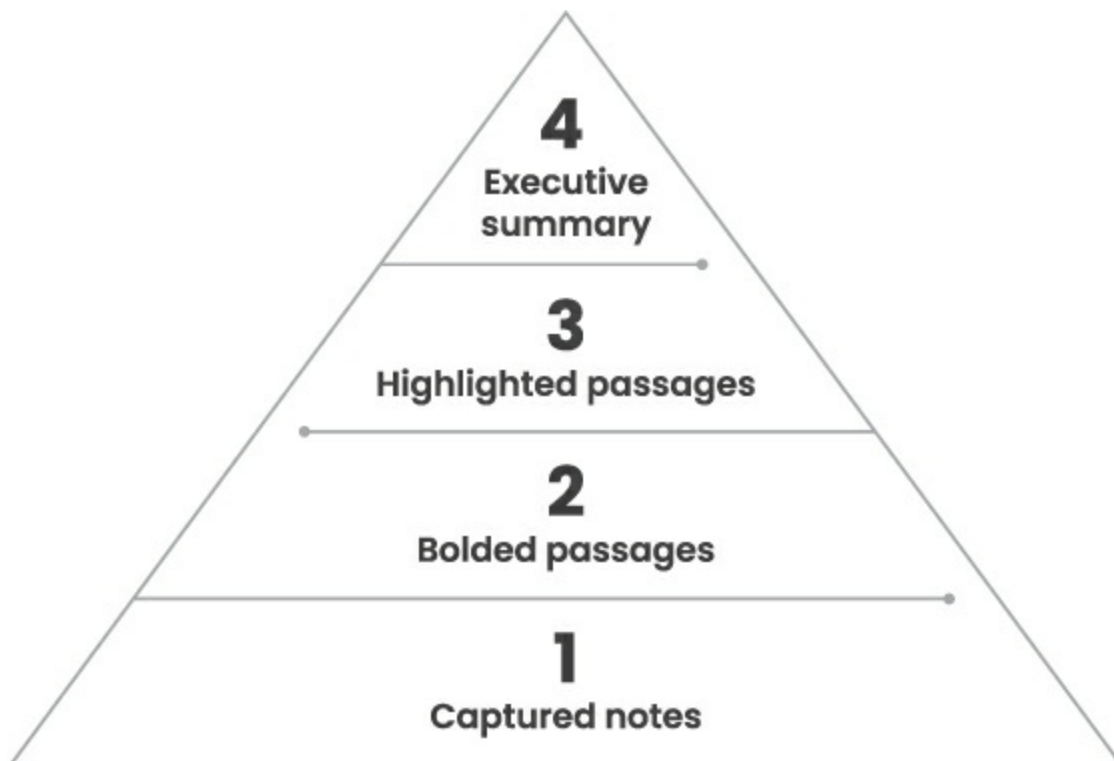 4
Executive
summary
3
Highlighted passages
2
Bolded passages
1
Captured notes